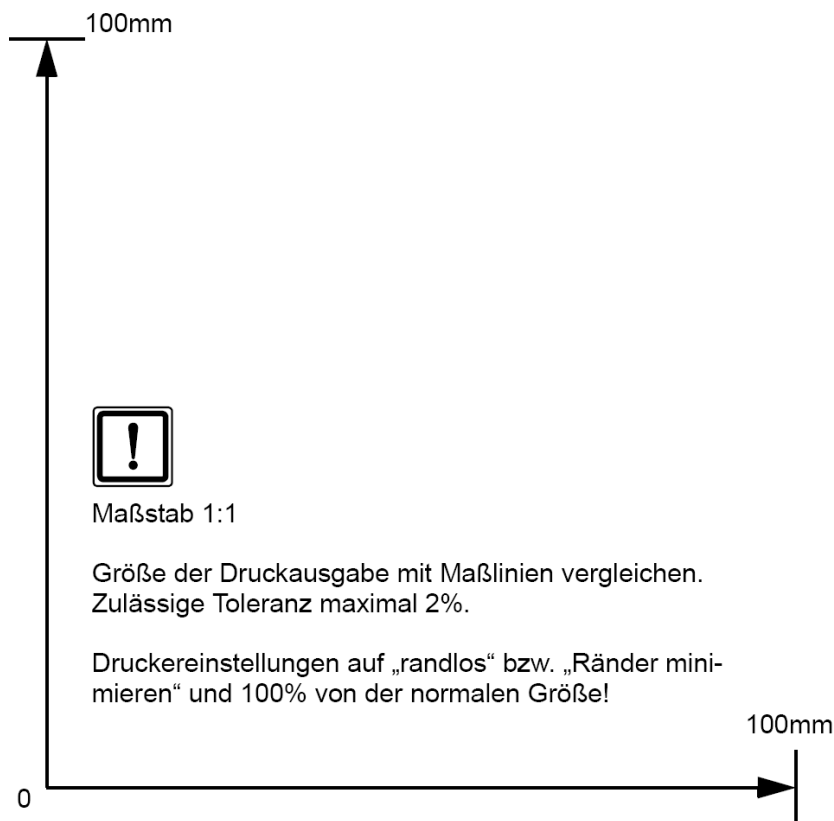 100mm
!
Maßstab 1:1
Größe der Druckausgabe mit Maßlinien vergleichen.
Zulässige Toleranz maximal 2%.
Druckereinstellungen auf „randlos“ bzw. „Ränder mini-
mieren“ und 100% von der normalen Größe!
100mm
0